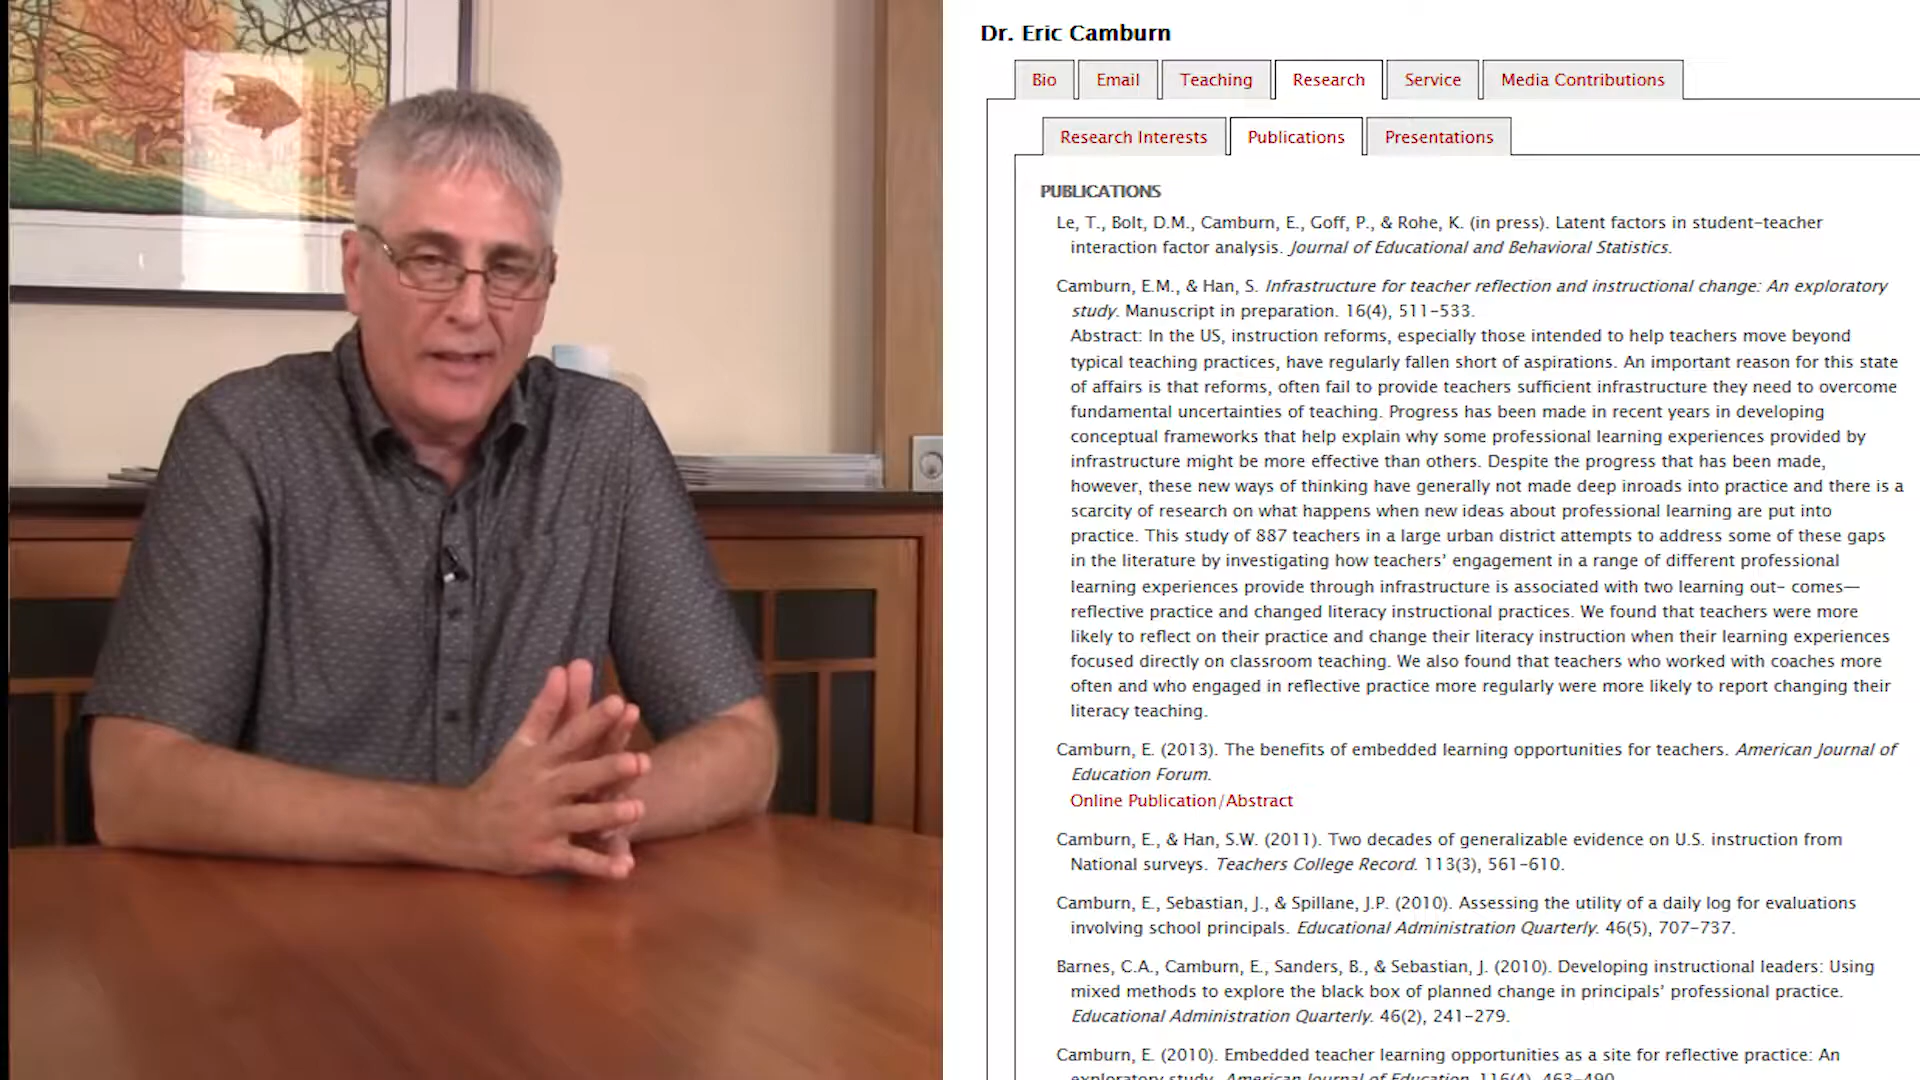 Dr. Eric Camburn
Bio
Email
Teaching
Research
Service
Media Contributions
Research Interests
Publications
Presentations
PUBLICATIONS
Le, T., Bolt, D.M., Camburn, E., Goff, P., & Rohe, K. (in press). Latent factors in student-teacher
interaction factor analysis. Journal of Educational and Behavioral Statistics.
Camburn, E.M., & Han, S. Infrastructure for teacher reflection and instructional change: An exploratory
study. Manuscript in preparation. 16(4), 511-533.
Abstract: In the US, instruction reforms, especially those intended to help teachers move beyond
typical teaching practices, have regularly fallen short of aspirations. An important reason for this state
of affairs is that reforms, often fail to provide teachers sufficient infrastructure they need to overcome
fundamental uncertainties of teaching. Progress has been made in recent years in developing
conceptual frameworks that help explain why some professional learning experiences provided by
infrastructure might be more effective than others. Despite the progress that has been made,
however, these new ways of thinking have generally not made deep inroads into practice and there is a
scarcity of research on what happens when new ideas about professional learning are put into
practice. This study of 887 teachers in a large urban district attempts to address some of these gaps
in the literature by investigating how teachers' engagement in a range of different professional
learning experiences provide through infrastructure is associated with two learning out- comes—
reflective practice and changed literacy instructional practices. We found that teachers were more
likely to reflect on their practice and change their literacy instruction when their learning experiences
focused directly on classroom teaching. We also found that teachers who worked with coaches more
often and who engaged in reflective practice more regularly were more likely to report changing their
literacy teaching.
Camburn, E. (2013). The benefits of embedded learning opportunities for teachers. American Journal of
Education Forum.
Online Publication/Abstract
Camburn, E., & Han, S.W. (2011). Two decades of generalizable evidence on U.S. instruction from
National surveys. Teachers College Record. 113(3), 561-610.
Camburn, E., Sebastian, J., & Spillane, J.P. (2010). Assessing the utility of a daily log for evaluations
involving school principals. Educational Administration Quarterly. 46(5), 707-737.
Barnes, C.A., Camburn, E., Sanders, B., & Sebastian, J. (2010). Developing instructional leaders: Using
mixed methods to explore the black box of planned change in principals' professional practice.
Educational Administration Quarterly. 46(2), 241-279.
Camburn, E. (2010). Embedded teacher learning opportunities as a site for reflective practice: An
exploratory study. American Journal of Education. 116(4), 463-490.